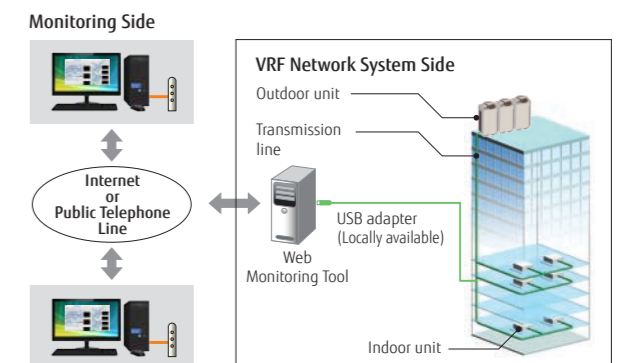 Monitoring Side
Internet
or
Public Telephone
Line
VRF Network System Side
Outdoor unit
Transmission
line
USB adapter
(Locally available)
Web
Monitoring Tool
Indoor unit